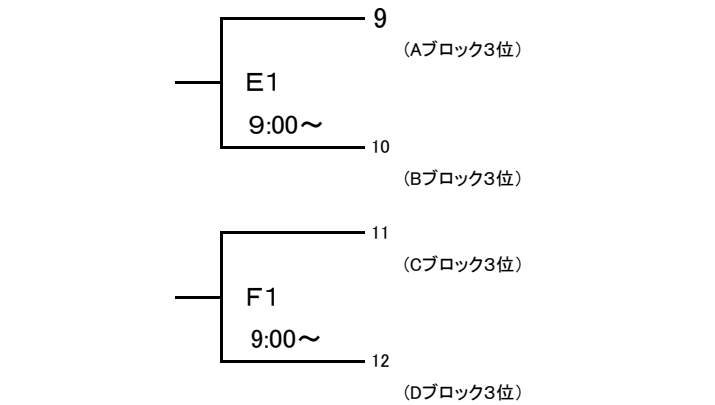 9
（Aブロック３位）
Ｅ１
９:00～
10
（Bブロック３位）
11
（Cブロック３位）
Ｆ１
9:00～
12
（Dブロック３位）